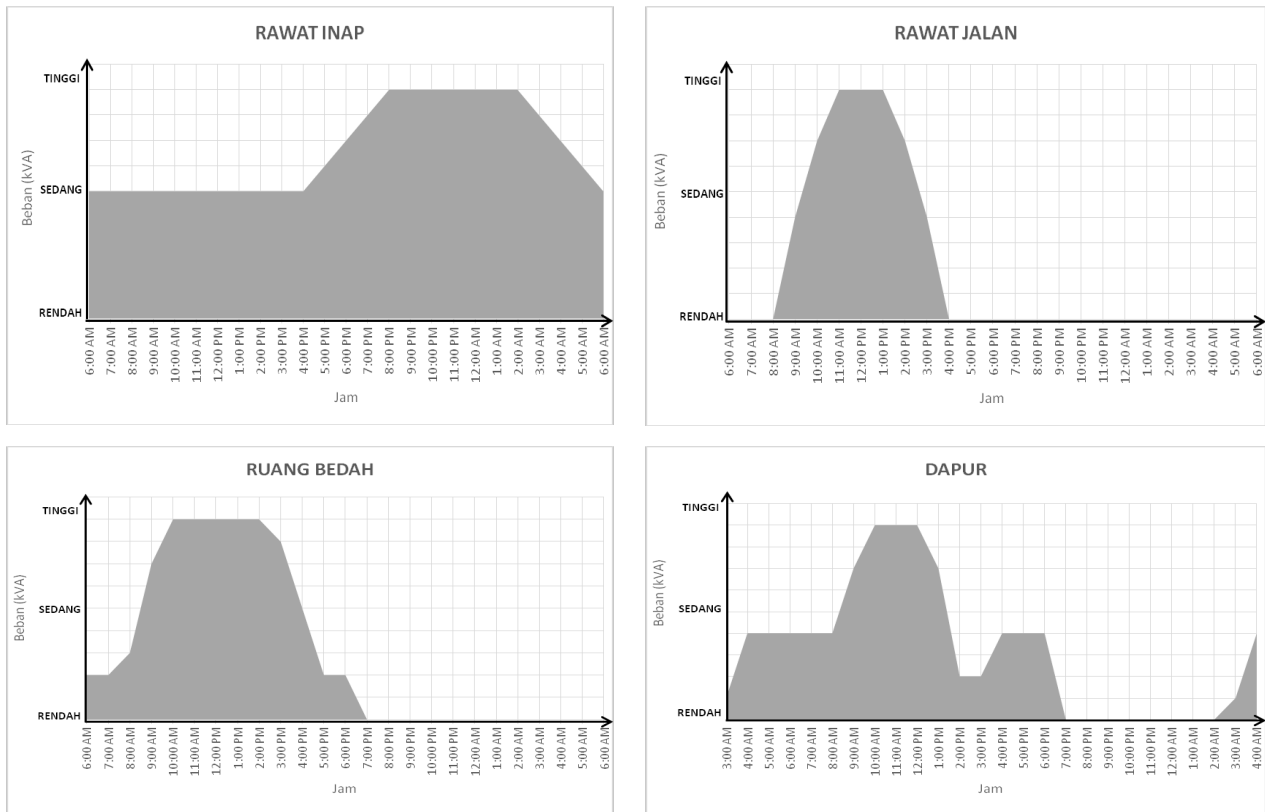 RAWAT INAP
TINGGI
SEDANG
RENDAH
Beban (kVA)
6:00 AM
7:00 AM
8:00 AM
9:00 AM
10:00 AM
11:00 AM
12:00 PM
1:00 PM
2:00 PM
3:00 PM
4:00 PM
5:00 PM
6:00 PM
7:00 PM
8:00 PM
9:00 PM
10:00 PM
11:00 PM
12:00 AM
1:00 AM
2:00 AM
3:00 AM
4:00 AM
5:00 AM
6:00 AM
Jam
RAWAT JALAN
TINGGI
SEDANG
RENDAH
Beban (kVA)
6:00 AM
7:00 AM
8:00 AM
9:00 AM
10:00 AM
11:00 AM
12:00 PM
1:00 PM
2:00 PM
3:00 PM
4:00 PM
5:00 PM
6:00 PM
7:00 PM
8:00 PM
9:00 PM
10:00 PM
11:00 PM
12:00 AM
1:00 AM
2:00 AM
3:00 AM
4:00 AM
5:00 AM
6:00 AM
Jam
RUANG BEDAH
TINGGI
SEDANG
RENDAH
Beban (kVA)
6:00 AM
7:00 AM
8:00 AM
9:00 AM
10:00 AM
11:00 AM
12:00 PM
1:00 PM
2:00 PM
3:00 PM
4:00 PM
5:00 PM
6:00 PM
7:00 PM
8:00 PM
9:00 PM
10:00 PM
11:00 PM
12:00 AM
1:00 AM
2:00 AM
3:00 AM
4:00 AM
5:00 AM
6:00 AM
Jam
DAPUR
TINGGI
SEDANG
RENDAH
Beban (kVA)
3:00 AM
4:00 AM
5:00 AM
6:00 AM
7:00 AM
8:00 AM
9:00 AM
10:00 AM
11:00 AM
12:00 PM
1:00 PM
2:00 PM
3:00 PM
4:00 PM
5:00 PM
6:00 PM
7:00 PM
8:00 PM
9:00 PM
10:00 PM
11:00 PM
12:00 AM
1:00 AM
2:00 AM
3:00 AM
4:00 AM
Jam